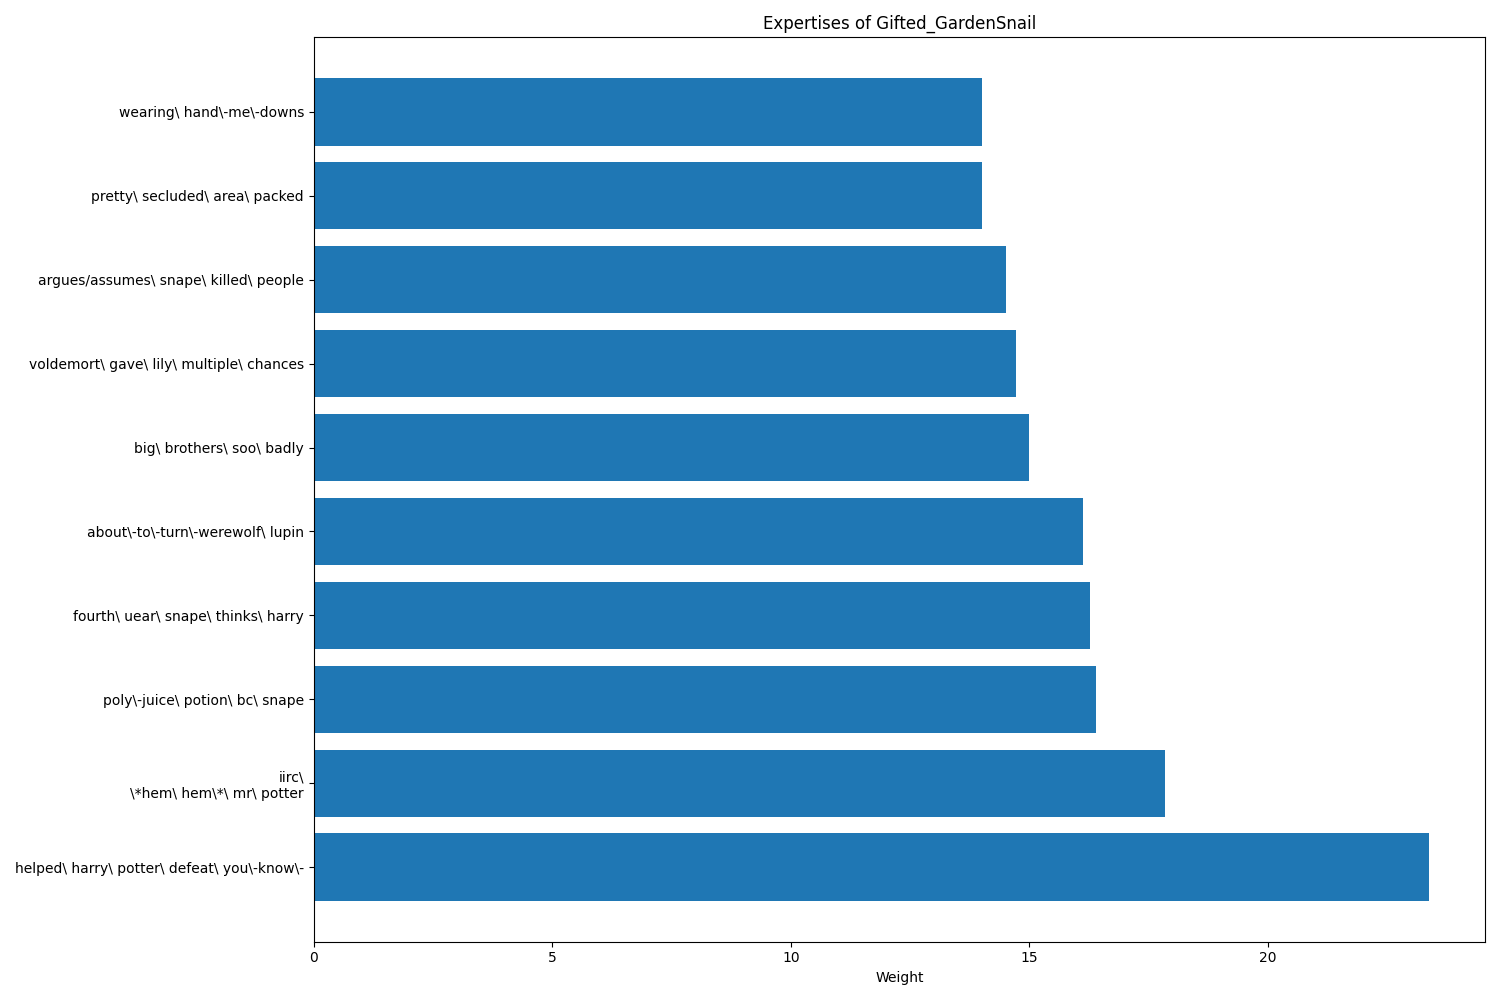 Expertises of Gifted_GardenSnail
wearing\ hand\-me\-downs
pretty\ secluded\ area\ packed
argues/assumes\ snape\ killed\ people
voldemort\ gave\ lily\ multiple\ chances
big\ brothers\ soo\ badly
about\-to\-turn\-werewolf\ lupin
fourth\ uear\ snape\ thinks\ harry
poly\-juice\ potion\ bc\ snape
iirc\
\*hem\ hem\*\ mr\ potter
helped\ harry\ potter\ defeat\ you\-know\-
0 5 10 15 20
Weight